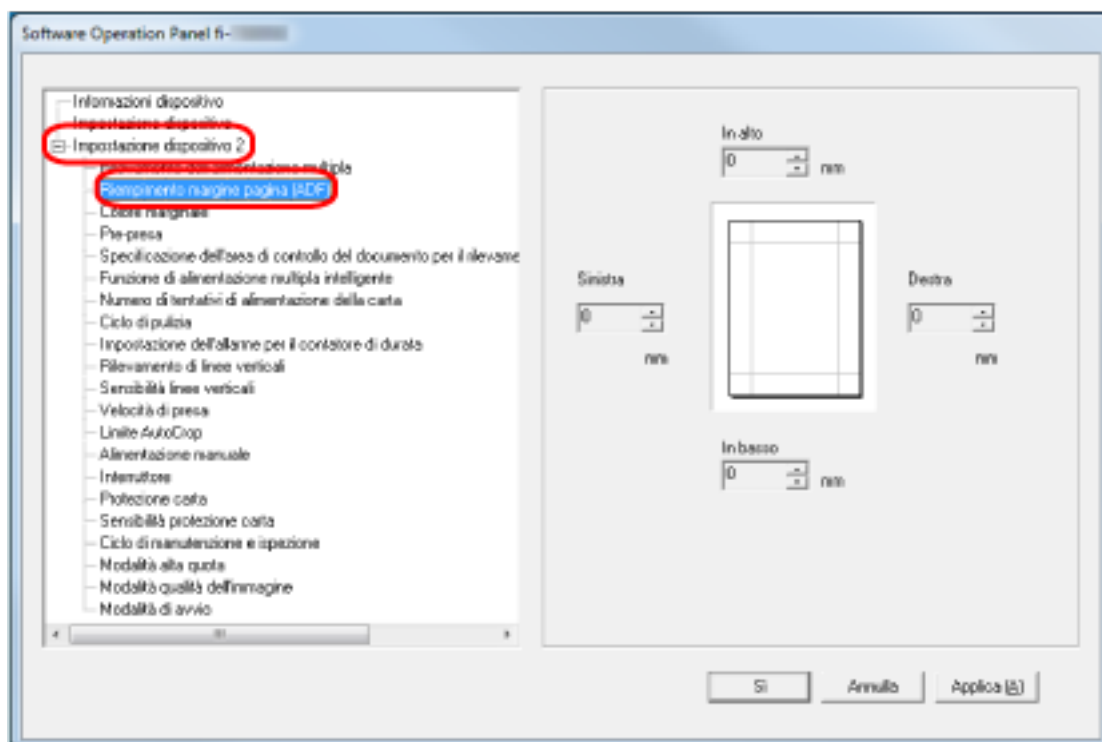 Software Operation Panel fi-
Informazioni dispositivo
Impostazione dispositivo
Impostazione dispositivo 2
Rilevamento dell'alimentazione multipla
Riempimento margine pagina (ADF)
Colore marginale
Pre-presa
Specificazione dell'area di controllo del documento per il rilevame
Funzione di alimentazione multipla intelligente
Numero di tentativi di alimentazione della carta
Ciclo di pulizia
Impostazione dell'allarme per il contatore di durata
Rilevamento di linee verticali
Sensibilità linee verticali
Velocità di presa
Limite AutoCrop
Alimentazione manuale
Interruttore
Protezione carta
Sensibilità protezione carta
Ciclo di manutenzione e ispezione
Modalità alta quota
Modalità qualità dell'immagine
Modalità di avvio
In alto
0 mm
Sinistra
0
mm
Destra
0
mm
In basso
0 mm
Sì Annulla Applica (A)